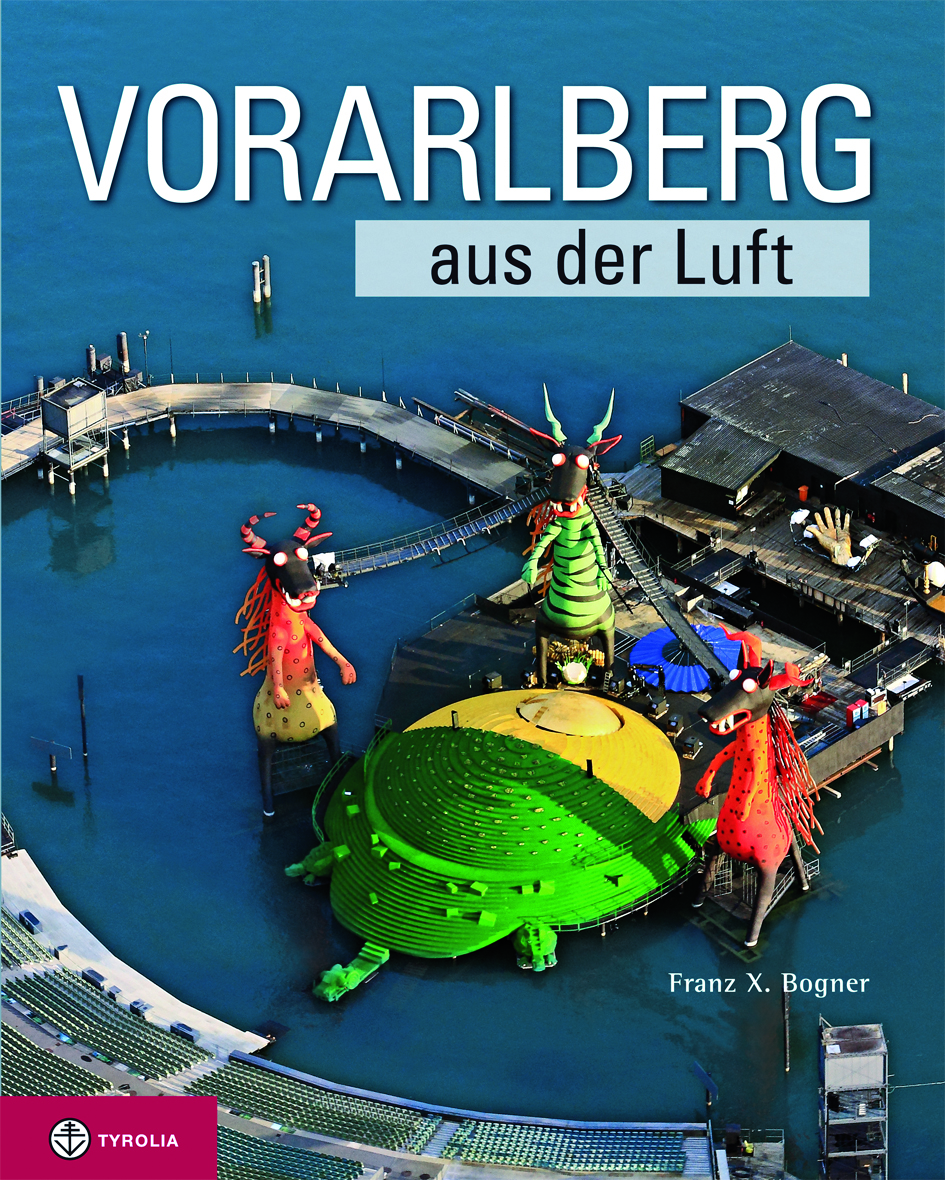 VORARLBERG
aus der Luft
Franz X. Bogner
TYROLIA